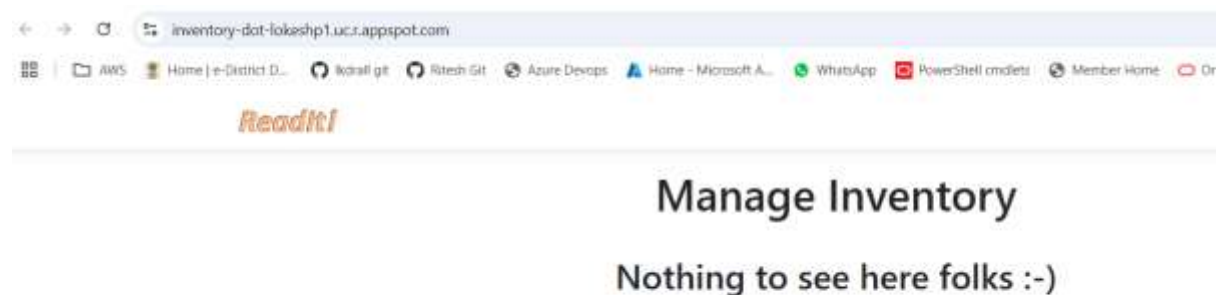 inventory-dot-lokeshp1.uc.r.appspot.com
AWS Home | e-District D... lkdrall git Ritesh Git Azure Devops Home - Microsoft A... WhatsApp PowerShell cmdlets Member Home Or
ReadIt!
Manage Inventory
Nothing to see here folks :-)